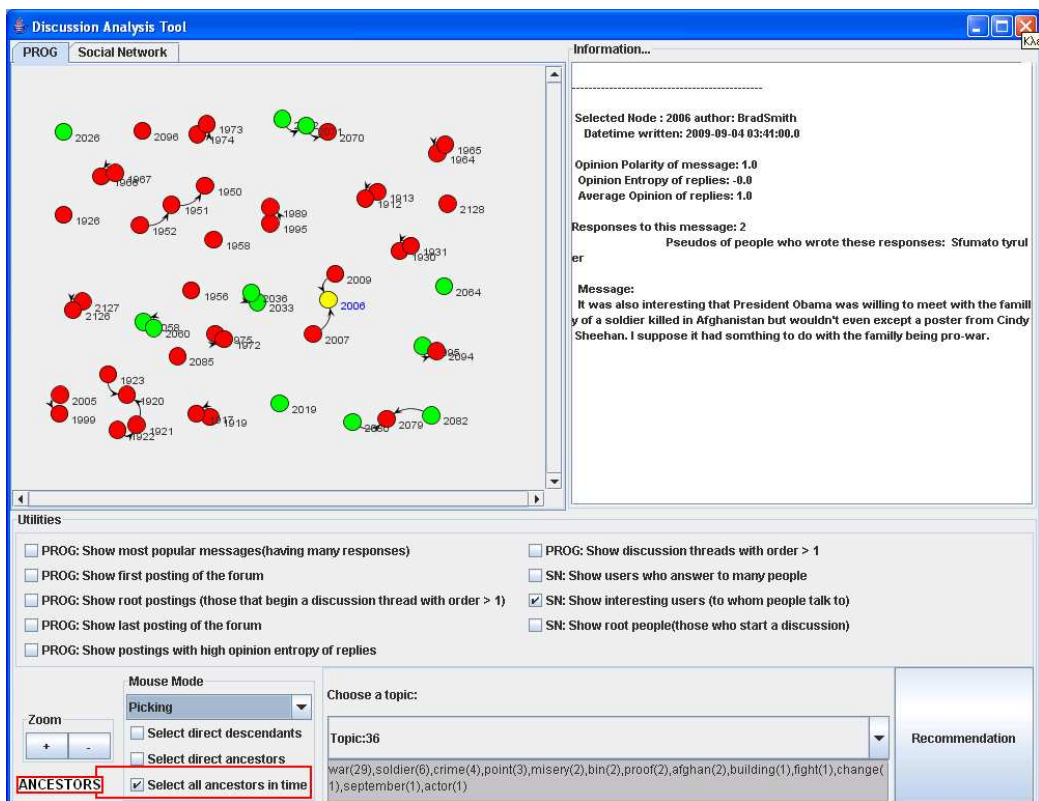 Discussion Analysis Tool
PROG
Social Network
Information...
2026
2096
1973
1974
2070
1965
1964
1967
1950
1951
1952
1926
1989
1995
1958
1913
1912
2128
1931
1930
2009
2006
2007
2064
1956
2036
2033
2127
2126
2060
1972
2085
2094
1923
1920
2005
1999
1921
1922
1919
2019
2079
2082
--------------------------------------------
Selected Node : 2006 author: BradSmith
Datetime written: 2009-09-04 03:41:00.0
Opinion Polarity of message: 1.0
Opinion Entropy of replies: -0.0
Average Opinion of replies: 1.0
Responses to this message: 2
Pseudos of people who wrote these responses: Sfumato tyrul
er
Message:
It was also interesting that President Obama was willing to meet with the famill
y of a soldier killed in Afghanistan but wouldn't even except a poster from Cindy
Sheehan. I suppose it had somthing to do with the familly being pro-war.
Utilities
PROG: Show most popular messages(having many responses)
PROG: Show first posting of the forum
PROG: Show root postings (those that begin a discussion thread with order > 1)
PROG: Show last posting of the forum
PROG: Show postings with high opinion entropy of replies
PROG: Show discussion threads with order > 1
SN: Show users who answer to many people
SN: Show interesting users (to whom people talk to)
SN: Show root people(those who start a discussion)
Zoom
+ -
ANCESTORS
Mouse Mode
Picking
Select direct descendants
Select direct ancestors
Select all ancestors in time
Choose a topic:
Topic:36
war(29),soldier(6),crime(4),point(3),misery(2),bin(2),proof(2),afghan(2),building(1),fight(1),change(
1),september(1),actor(1)
Recommendation